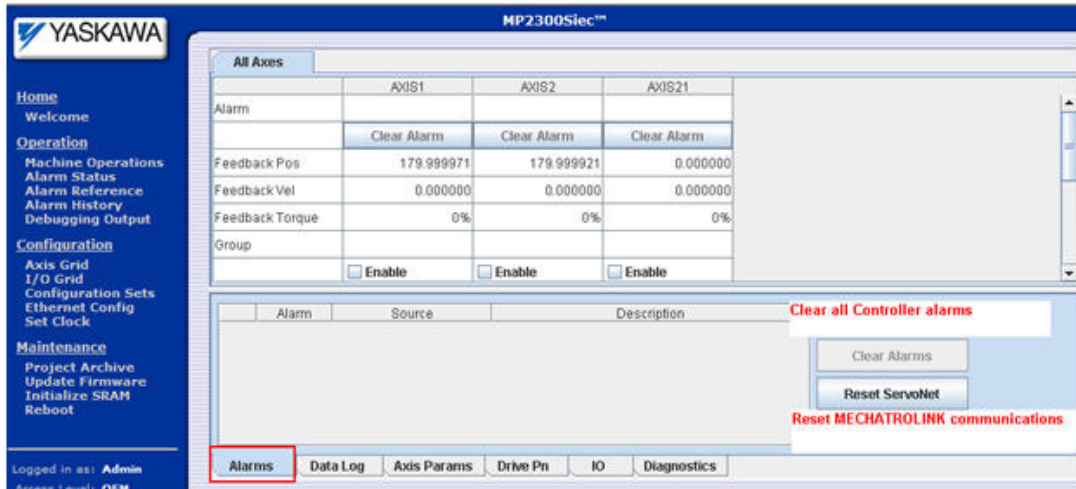 YASKAWA
MP2300Siec™
Home
Welcome
Operation
Machine Operations
Alarm Status
Alarm Reference
Alarm History
Debugging Output
Configuration
Axis Grid
I/O Grid
Configuration Sets
Ethernet Config
Set Clock
Maintenance
Project Archive
Update Firmware
Initialize SRAM
Reboot
Logged in as: Admin
Access Level: OEM
All Axes
AXIS1 AXIS2 AXIS21
Alarm
Clear Alarm Clear Alarm Clear Alarm
Feedback Pos 179.999971 179.999921 0.000000
Feedback Vel 0.000000 0.000000 0.000000
Feedback Torque 0% 0% 0%
Group
Enable Enable Enable
Alarm Source Description
Clear all Controller alarms
Clear Alarms
Reset ServoNet
Reset MECHATROLINK communications
Alarms Data Log Axis Params Drive Pn IO Diagnostics